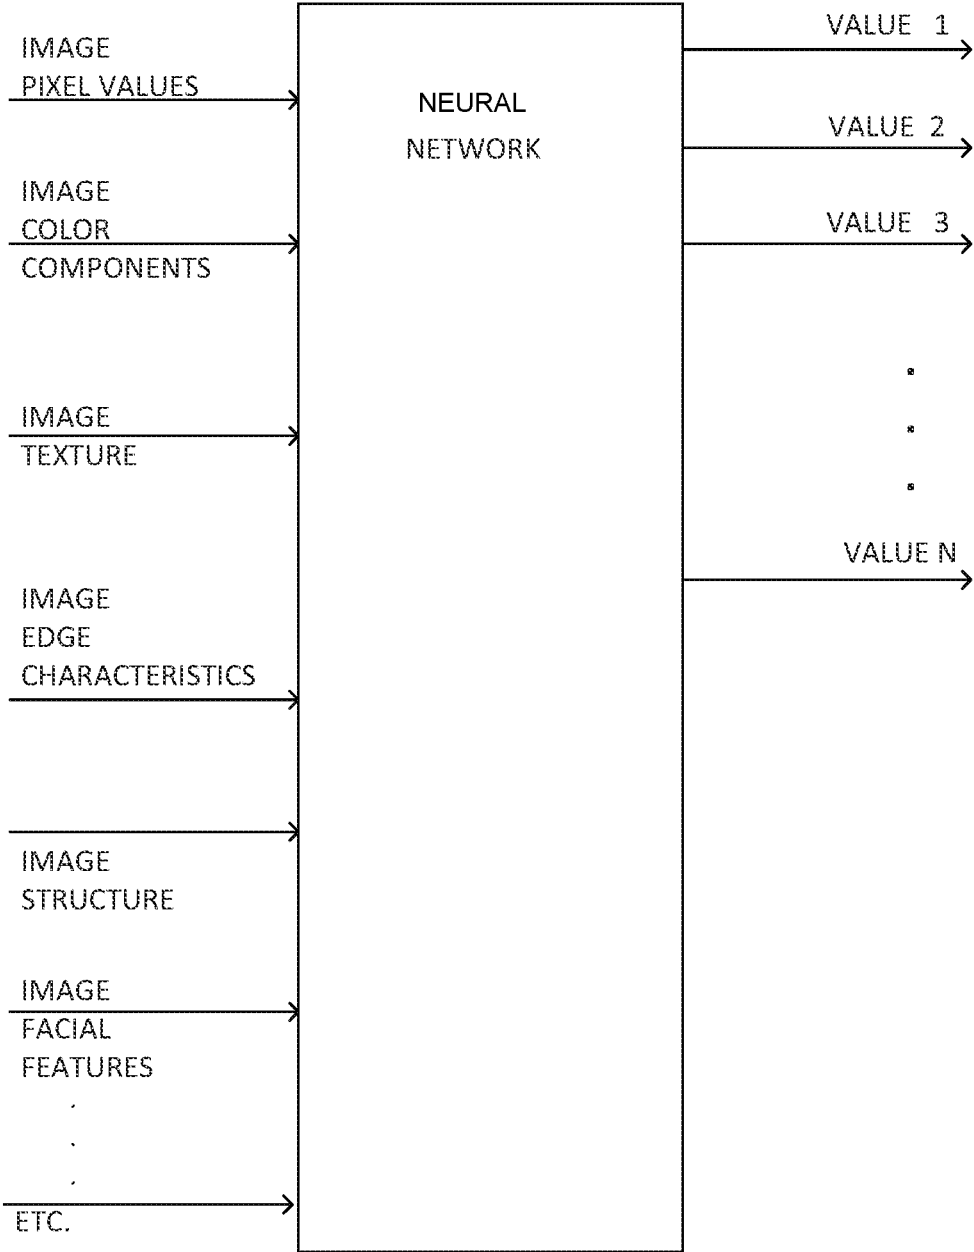 IMAGE
PIXEL VALUES
IMAGE
COLOR
COMPONENTS
IMAGE
TEXTURE
IMAGE
EDGE
CHARACTERISTICS
IMAGE
STRUCTURE
IMAGE
FACIAL
FEATURES
ETC.
NEURAL
NETWORK
VALUE 1
VALUE 2
VALUE 3
VALUE N